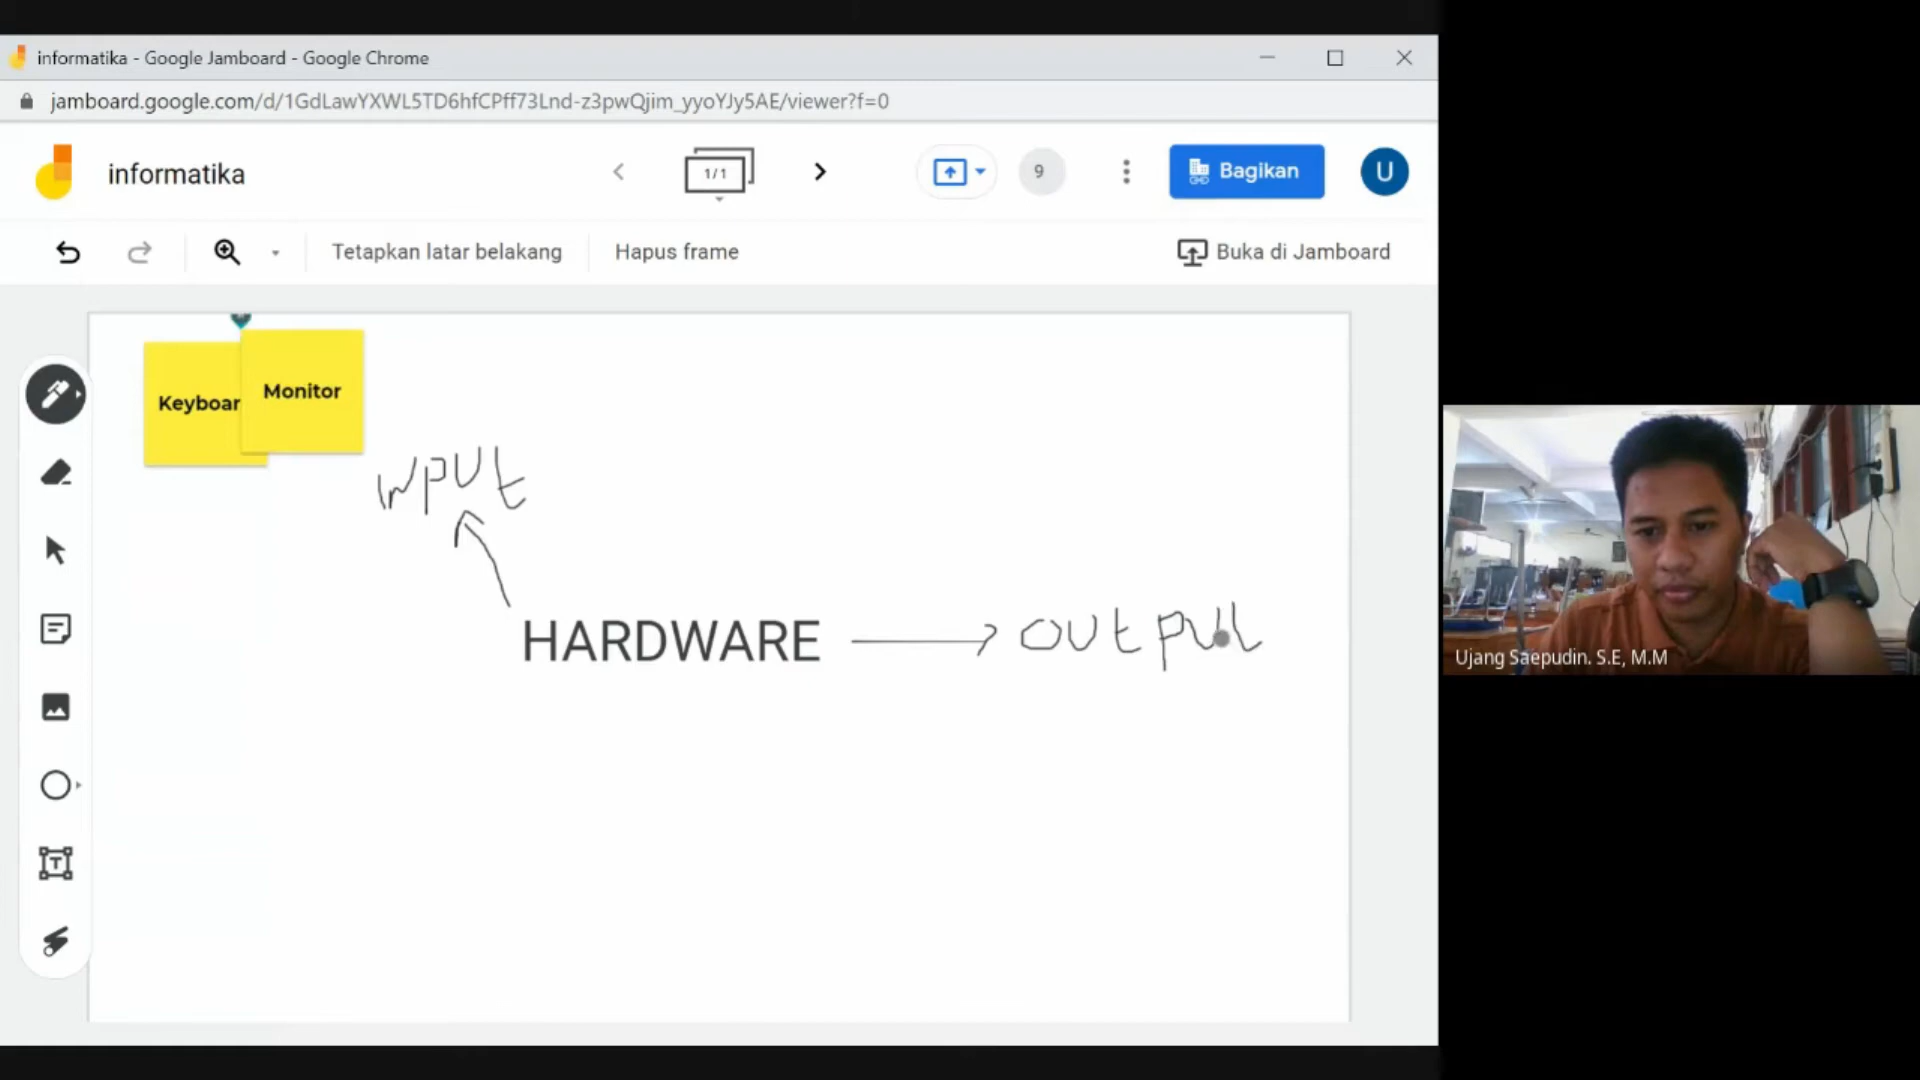 informatika - Google Jamboard - Google Chrome
jamboard.google.com/d/1GdLawYXWL5TD6hfCPff73Lnd-z3pwQjim_yyoYJy5AE/viewer?f=0
informatika
1/1
9
Bagikan
U
Tetapkan latar belakang
Hapus frame
Buka di Jamboard
Keyboar
Monitor
input
HARDWARE
output
Ujang Saepudin. S.E, M.M